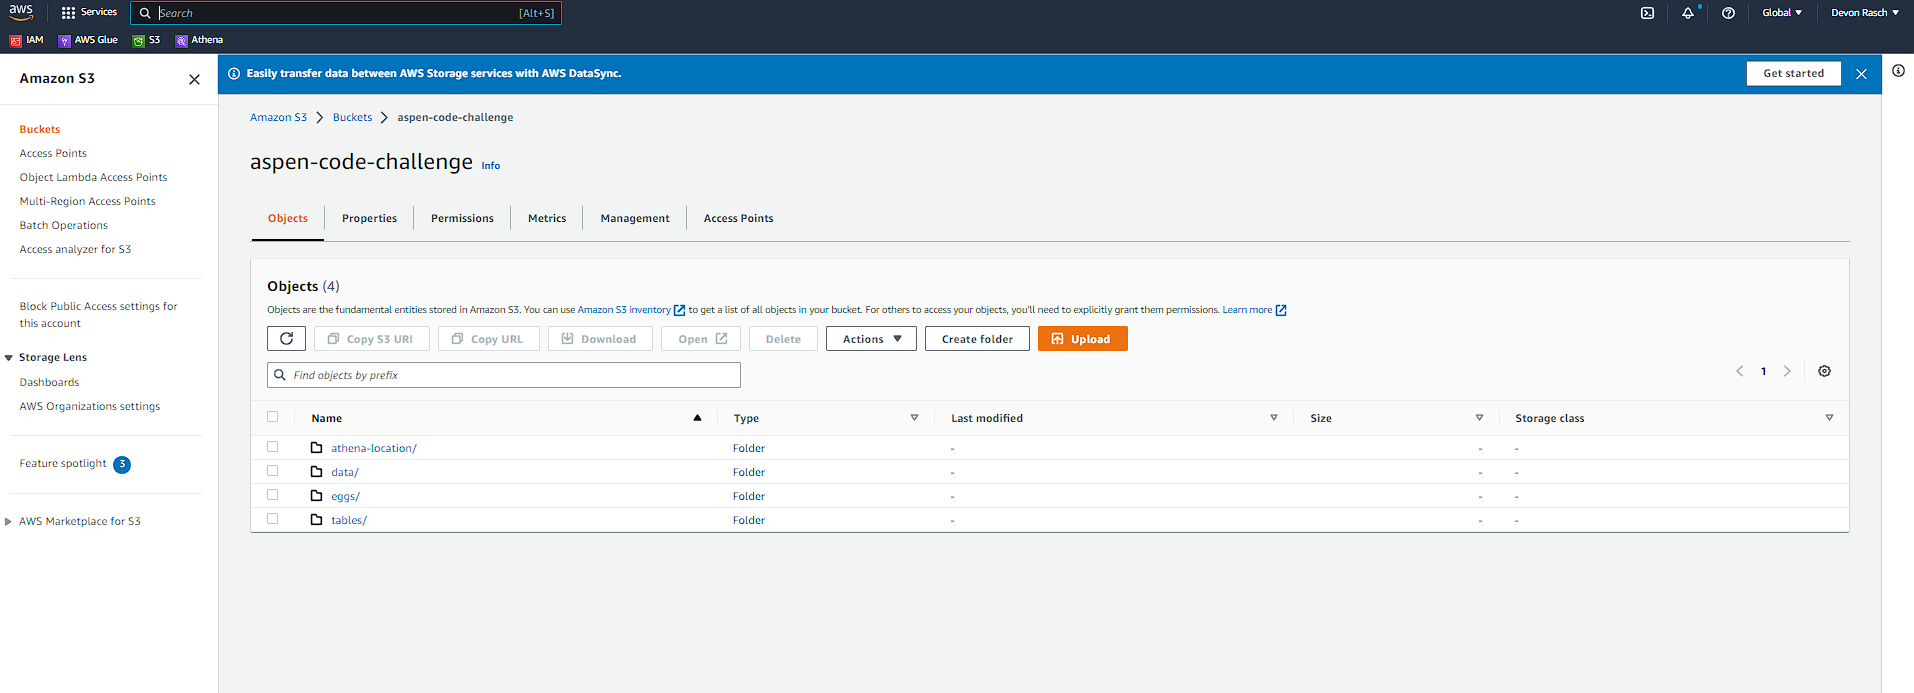 aws Services Search [Alt+S] Global Devon Rasch
IAM AWS Glue S3 Athena
Amazon S3
Easily transfer data between AWS Storage services with AWS DataSync. Get started
Buckets
Access Points
Object Lambda Access Points
Multi-Region Access Points
Batch Operations
Access analyzer for S3
Block Public Access settings for
this account
Storage Lens
Dashboards
AWS Organizations settings
Feature spotlight 3
AWS Marketplace for S3
Amazon S3 Buckets aspen-code-challenge
aspen-code-challenge Info
Objects Properties Permissions Metrics Management Access Points
Objects (4)
Objects are the fundamental entities stored in Amazon S3. You can use Amazon S3 inventory to get a list of all objects in your bucket. For others to access your objects, you'll need to explicitly grant them permissions. Learn more
Copy S3 URI Copy URL Download Open Delete Actions Create folder Upload
Find objects by prefix 1
Name Type Last modified Size Storage class
athena-location/ Folder - - -
data/ Folder - - -
eggs/ Folder - - -
tables/ Folder - - -